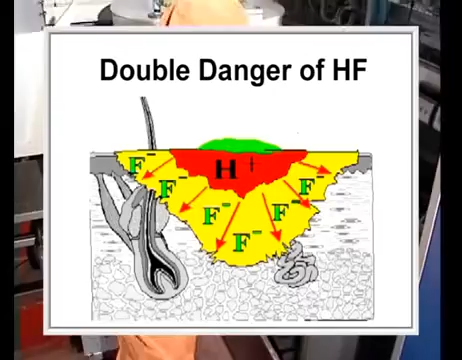 Double Danger of HF
H+
F-
F-
F-
F-
F-
F-